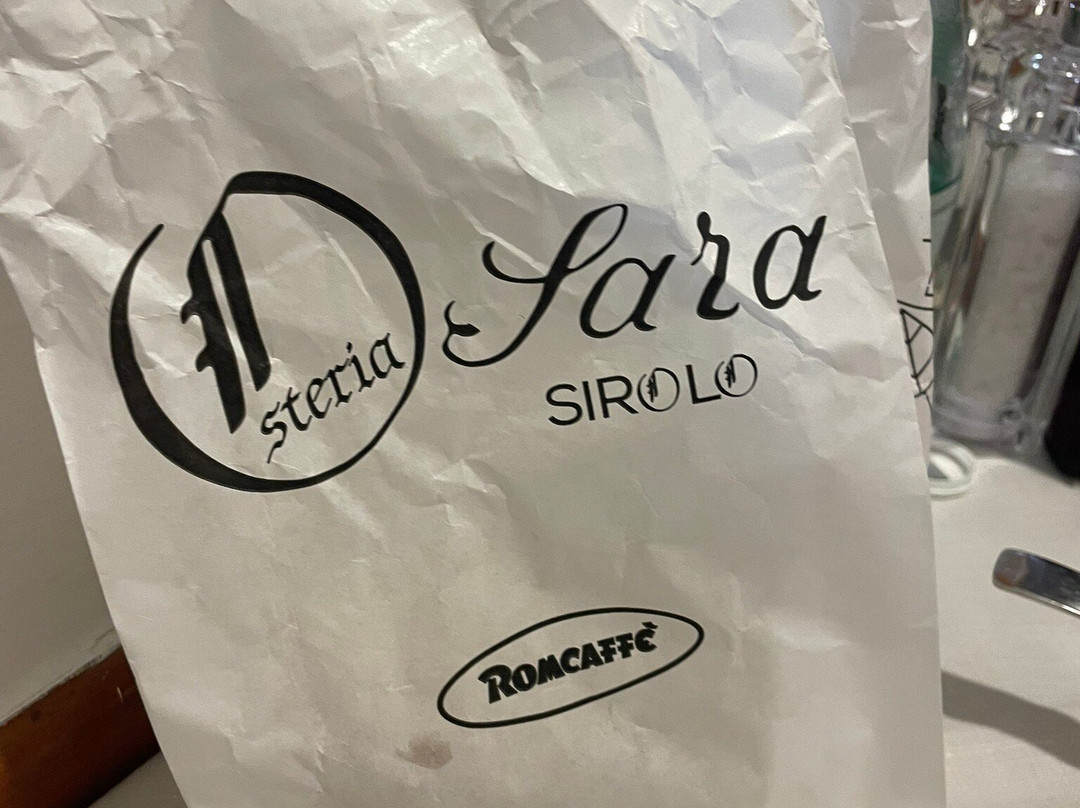 Osteria Sara
SIROLO
ROMCAFFÈ